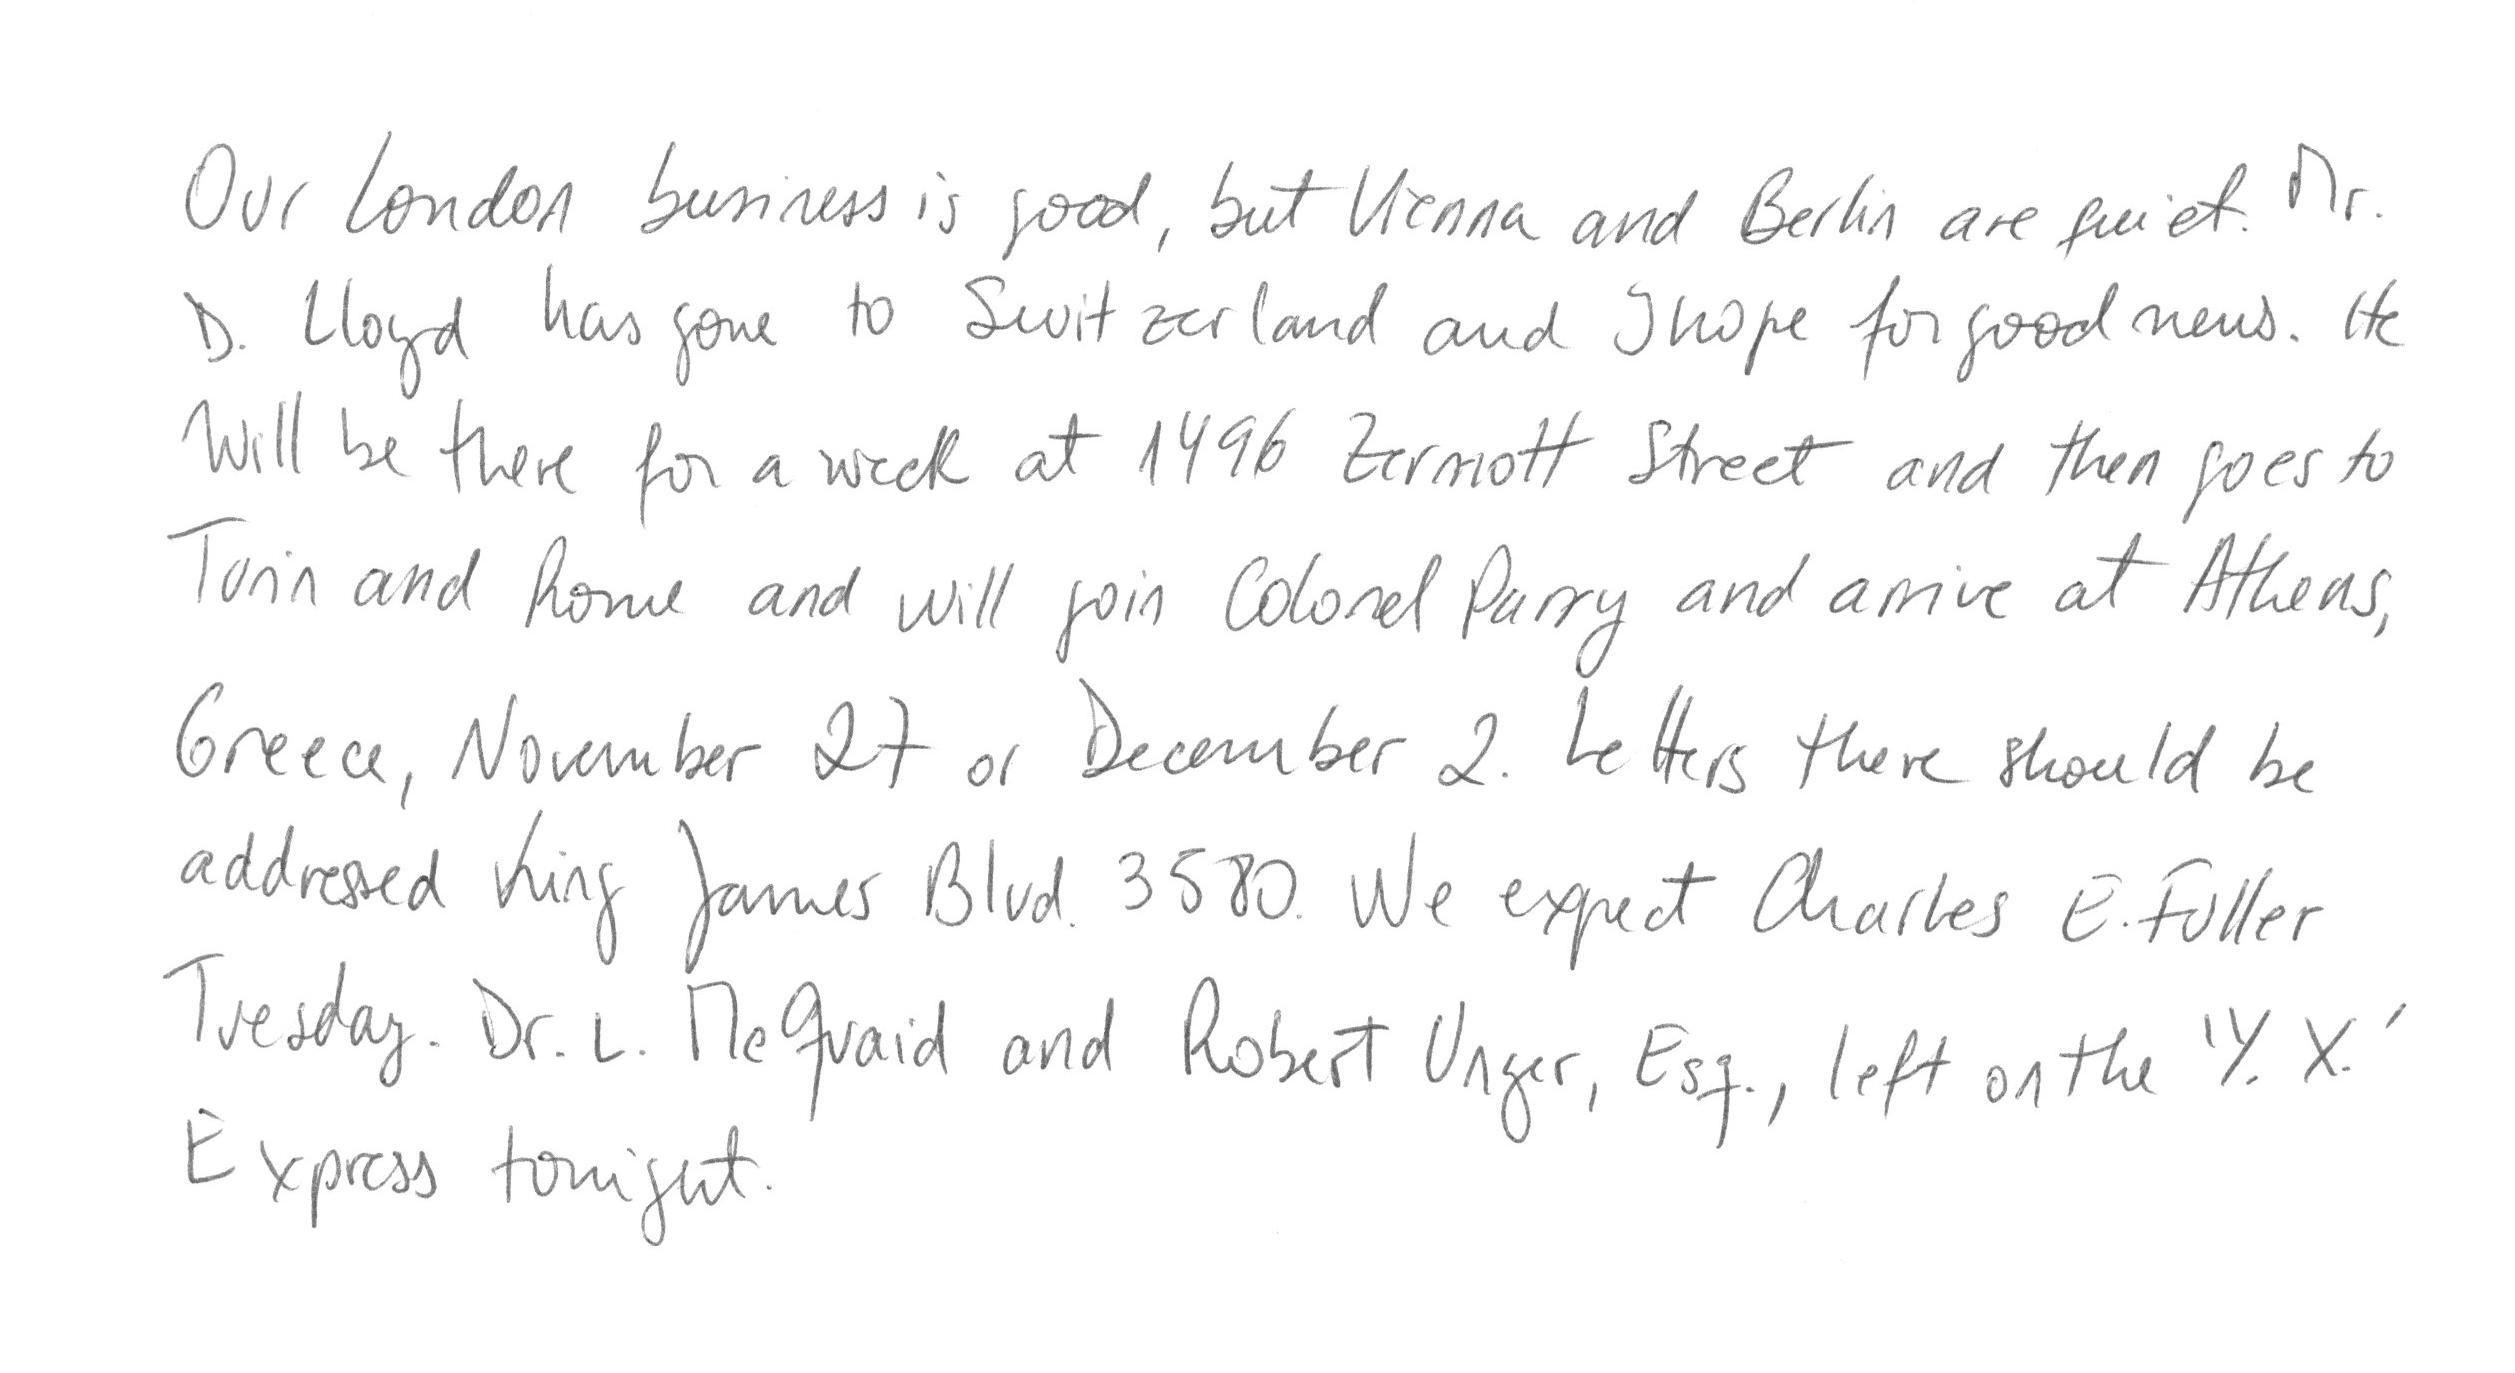 Our London business is good, but Vienna and Berlin are quiet. Mr.
D. Lloyd has gone to Switzerland and I hope for good news. He
will be there for a week at 1496 Zermott Street and then goes to
Turin and Rome and will join Colonel Parry and arrive at Athens,
Greece, November 27 or December 2. Letters there should be
addressed King James Blvd. 3580. We expect Charles E. Fuller
Tuesday. Dr. L. McQuaid and Robert Unger, Esq., left on the 'Y. X.'
Express tonight.